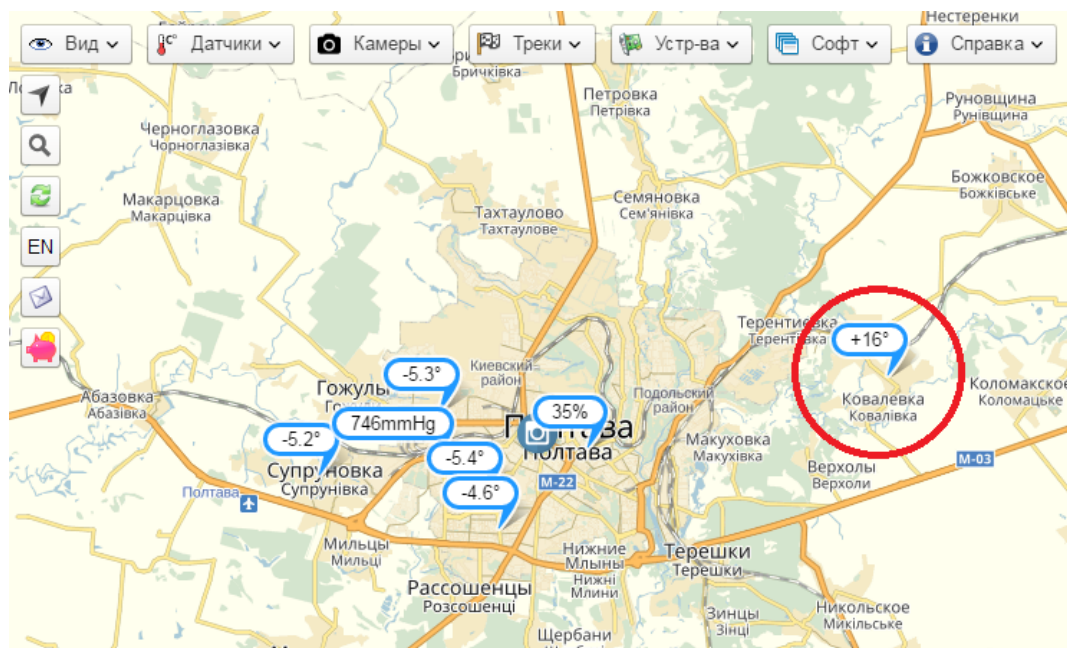 Нестеренки
Вид
C°
Датчики
Камеры
Треки
Устр-ва
Софт
Справка
Бричківка
Петровка
Петрівка
Руновщина
Рунівщина
Черноглазовка
Чорноглазівка
Божковское
Божківське
Макарцовка
Макарцівка
Семяновка
Сем'янівка
Тахтаулово
Тахтаулове
EN
Терентиевка
Терентіївка
+16°
Киевский
район
-5.3°
Гожулы
Подольский
район
Абазовка
Абазівка
Коломакское
Коломацьке
Ковалевка
Ковалівка
746mmHg
35%
Полтава
Полтава
-5.2°
-5.4°
Макуховка
Макухівка
Супруновка
Супрунівка
Верхолы
Верхоли
М-03
-4.6°
М-22
Полтава
Мильцы
Мильці
Нижние
Млыны
Нижні
Млини
Терешки
Терешки
Рассошенцы
Розсошенці
Зинцы
Зінці
Никольское
Микільське
Щербани